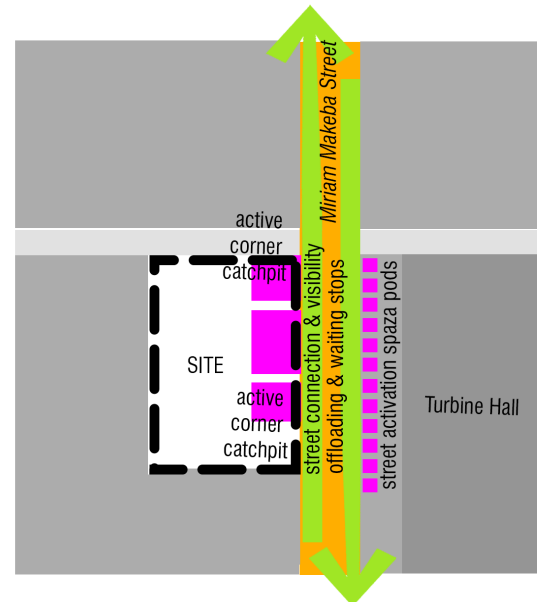 Miriam Makeba Street
active
corner
catchpit
street connection & visibility
offloading & waiting stops
street activation spaza pods
SITE
Turbine Hall
active
corner
catchpit